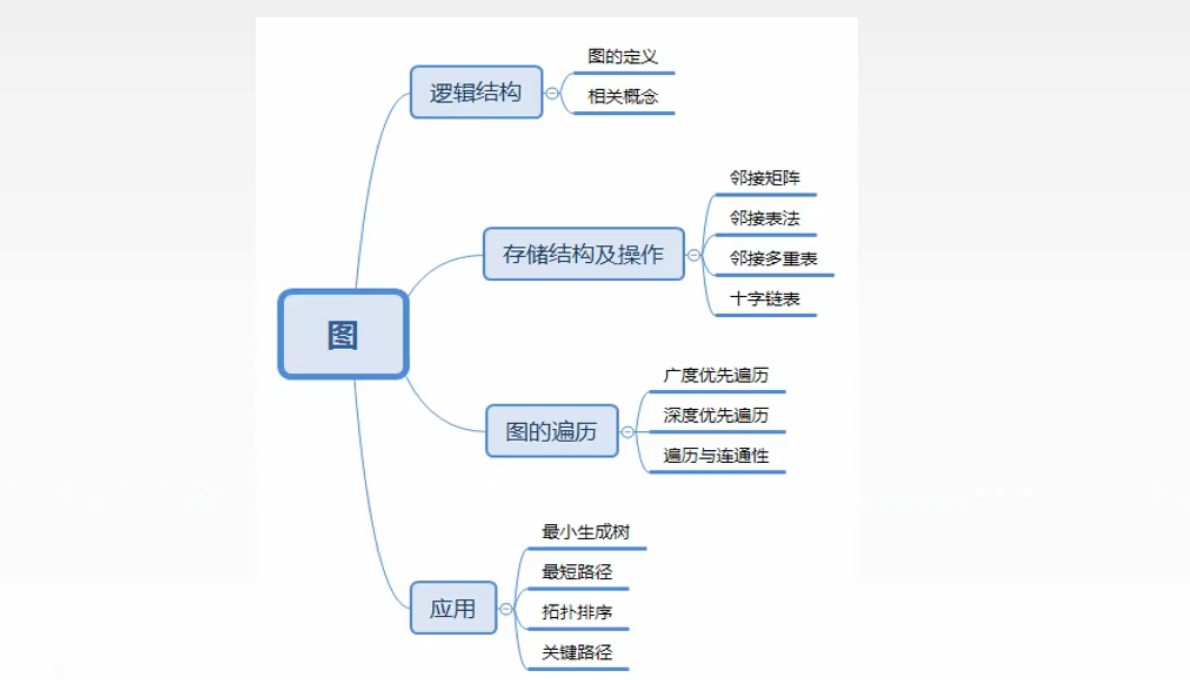 图
逻辑结构
图的定义
相关概念
存储结构及操作
邻接矩阵
邻接表法
邻接多重表
十字链表
图的遍历
广度优先遍历
深度优先遍历
遍历与连通性
应用
最小生成树
最短路径
拓扑排序
关键路径